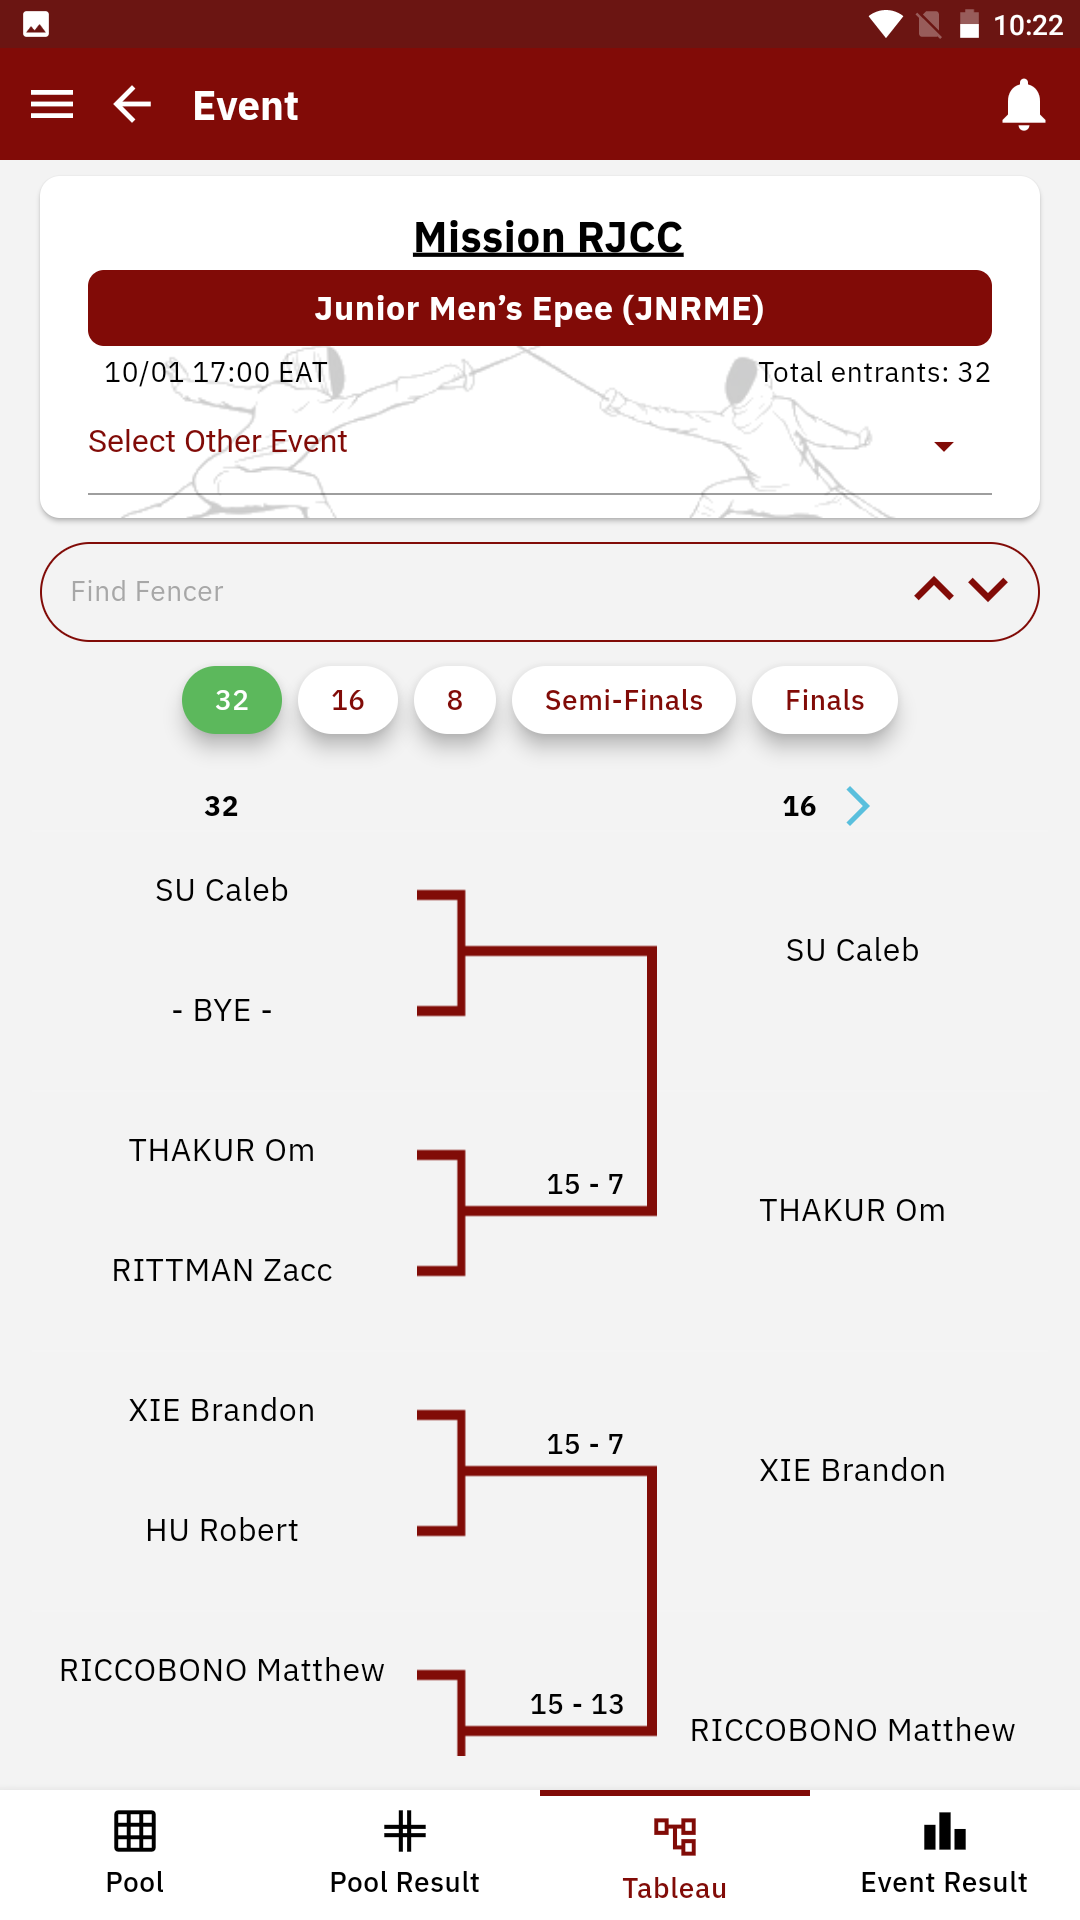 10:22
Event
Mission RJCC
Junior Men’s Epee (JNRME)
10/01 17:00 EAT Total entrants: 32
Select Other Event
Find Fencer
32 16 8 Semi-Finals Finals
32 16
SU Caleb
SU Caleb
- BYE -
THAKUR Om
15 - 7
THAKUR Om
RITTMAN Zacc
XIE Brandon
15 - 7
XIE Brandon
HU Robert
RICCOBONO Matthew
15 - 13
RICCOBONO Matthew
Pool Pool Result Tableau Event Result